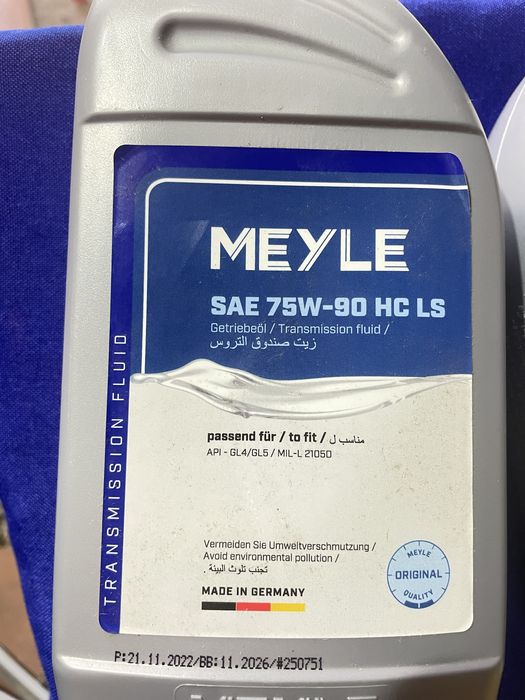 MEYLE
SAE 75W-90 HC LS
Getriebeöl / Transmission fluid /
زيت صندوق التروس
TRANSMISSION FLUID
passend für / to fit / مناسب ل
API - GL4/GL5 / MIL-L 2105D
Vermeiden Sie Umweltverschmutzung /
Avoid environmental pollution /
تجنب تلوث البيئة .
MADE IN GERMANY
MEYLE
ORIGINAL
QUALITY
P:21.11.2022/BB:11.2026/#250751